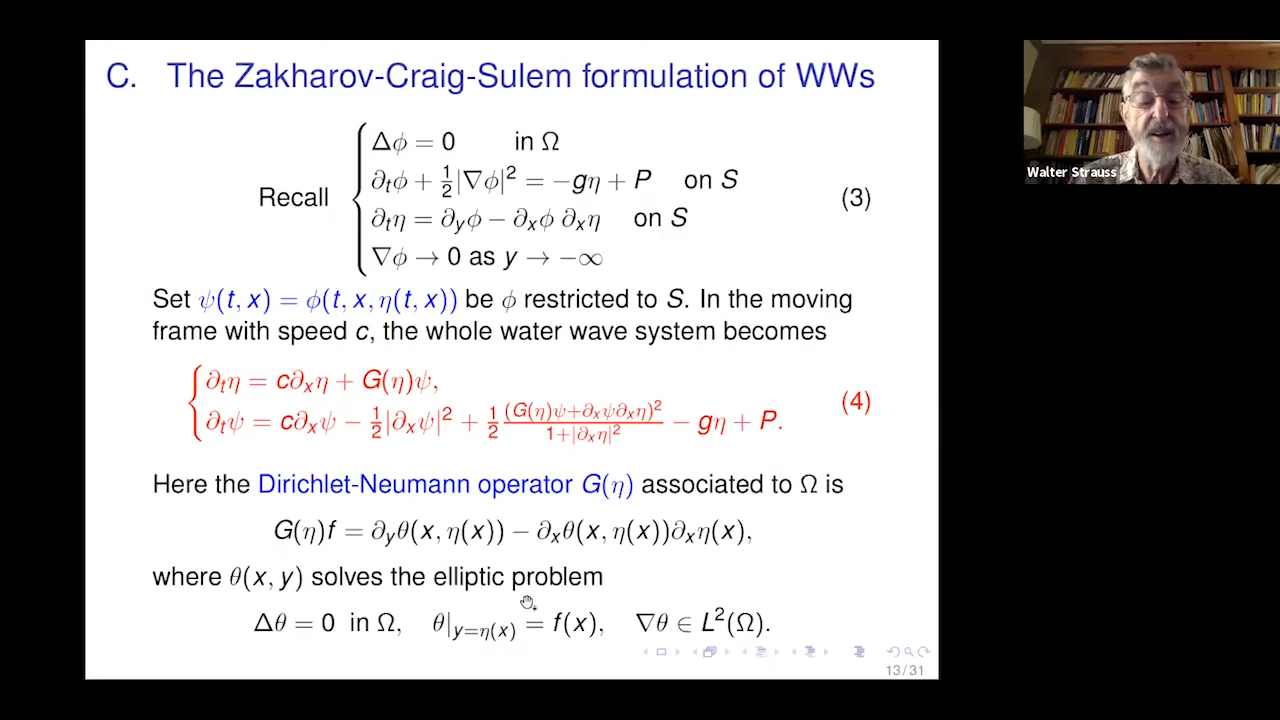 C. The Zakharov-Craig-Sulem formulation of WWs
Δϕ = 0 in Ω
∂ₜϕ + ½|∇ϕ|² = −gη + P on S
Recall (3)
∂ₜη = ∂ᵧϕ − ∂ₓϕ ∂ₓη on S
∇ϕ → 0 as y → −∞
Set ψ(t, x) = ϕ(t, x, η(t, x)) be ϕ restricted to S. In the moving
frame with speed c, the whole water wave system becomes
∂ₜη = c∂ₓη + G(η)ψ,
∂ₜψ = c∂ₓψ − ½|∂ₓψ|² + ½ (G(η)ψ+∂ₓψ∂ₓη)² / 1+|∂ₓη|² − gη + P. (4)
Here the Dirichlet-Neumann operator G(η) associated to Ω is
G(η)f = ∂ᵧθ(x, η(x)) − ∂ₓθ(x, η(x))∂ₓη(x),
where θ(x, y) solves the elliptic problem
Δθ = 0 in Ω, θ|y=η(x) = f(x), ∇θ ∈ L²(Ω).
13/31
Walter Strauss